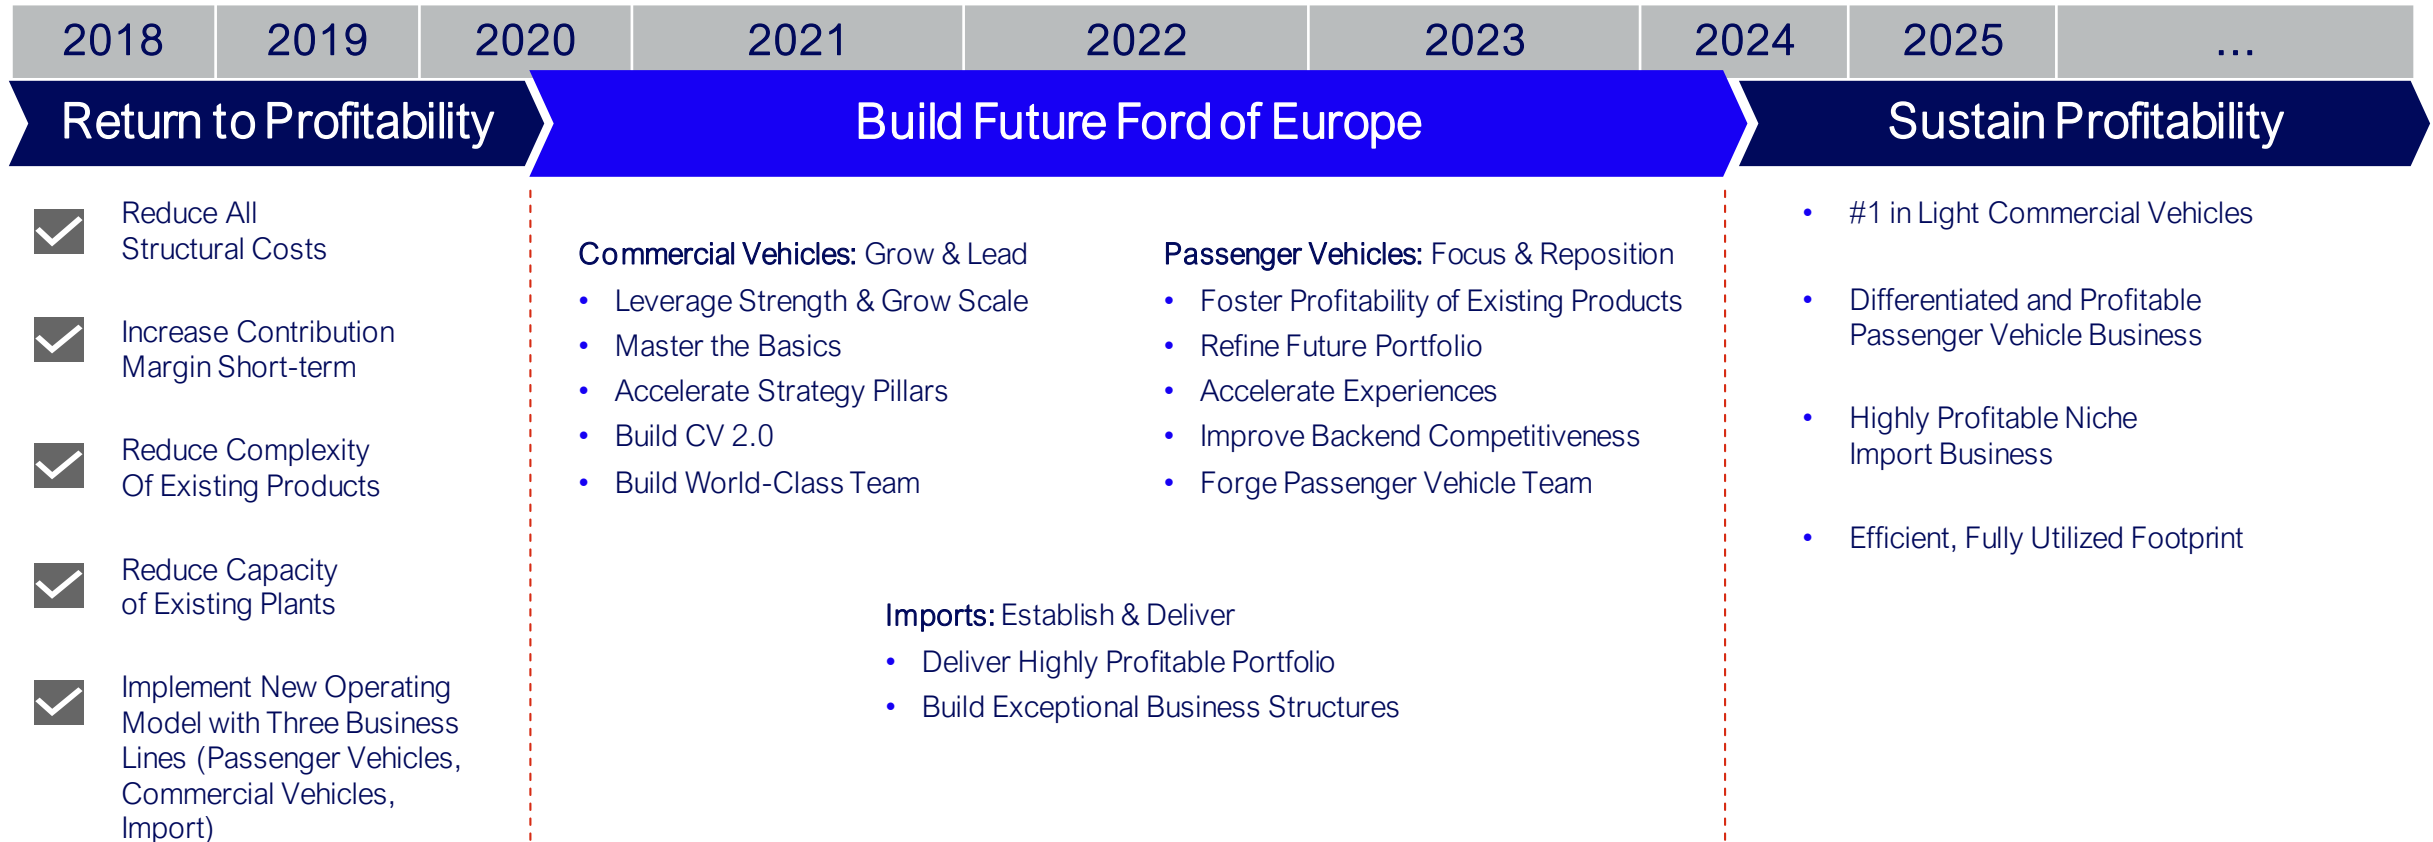 2018 2019 2020 2021 2022 2023 2024 2025 ...
Return to Profitability
Build Future Ford of Europe
Sustain Profitability
Reduce All
Structural Costs
Increase Contribution
Margin Short-term
Reduce Complexity
Of Existing Products
Reduce Capacity
of Existing Plants
Implement New Operating
Model with Three Business
Lines (Passenger Vehicles,
Commercial Vehicles,
Import)
Commercial Vehicles: Grow & Lead
• Leverage Strength & Grow Scale
• Master the Basics
• Accelerate Strategy Pillars
• Build CV 2.0
• Build World-Class Team
Passenger Vehicles: Focus & Reposition
• Foster Profitability of Existing Products
• Refine Future Portfolio
• Accelerate Experiences
• Improve Backend Competitiveness
• Forge Passenger Vehicle Team
Imports: Establish & Deliver
• Deliver Highly Profitable Portfolio
• Build Exceptional Business Structures
• #1 in Light Commercial Vehicles
• Differentiated and Profitable
Passenger Vehicle Business
• Highly Profitable Niche
Import Business
• Efficient, Fully Utilized Footprint